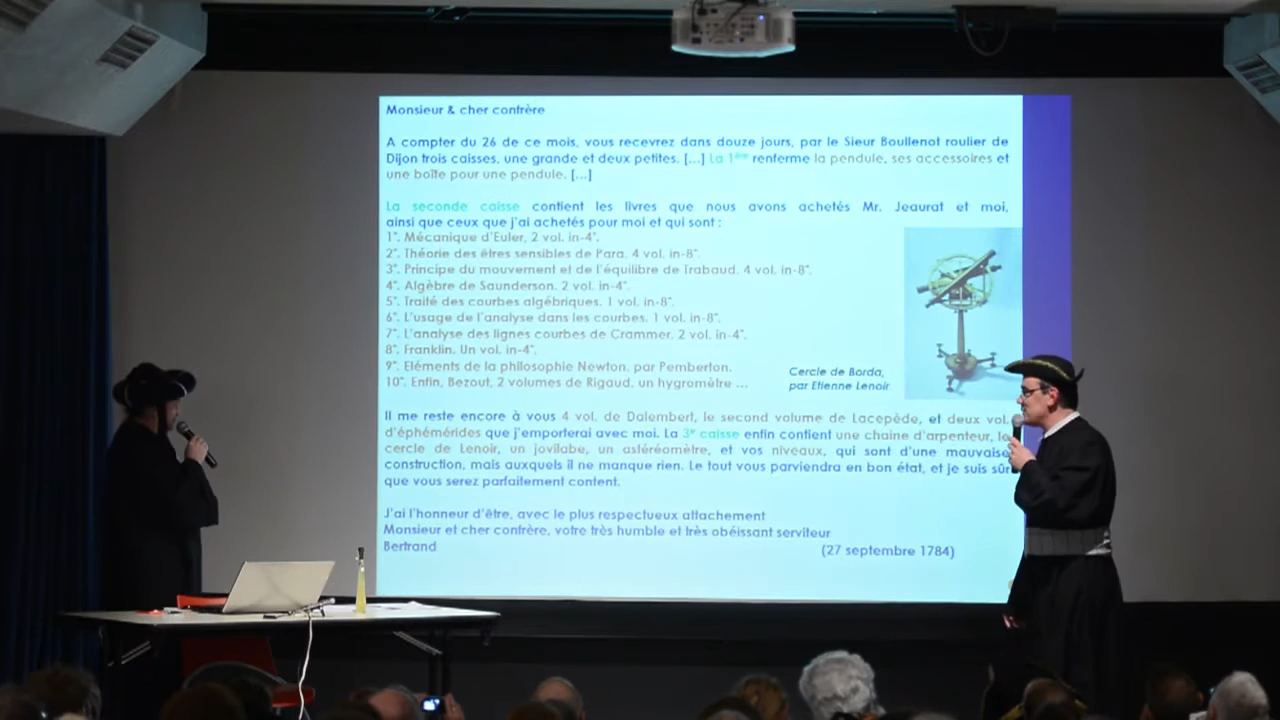 Monsieur & cher confrère
A compter du 26 de ce mois, vous recevrez dans douze jours, par le Sieur Boullenot roulier de
Dijon trois caisses, une grande et deux petites. [...] La 1ère renferme la pendule, ses accessoires et
une boîte pour une pendule. [...]
La seconde caisse contient les livres que nous avons achetés Mr. Jeaurat et moi,
ainsi que ceux que j'ai achetés pour moi et qui sont :
1°. Mécanique d'Euler, 2 vol. in-4°.
2°. Théorie des êtres sensibles de Para. 4 vol. in-8°.
3°. Principe du mouvement et de l'équilibre de Trabaud. 4 vol. in-8°.
4°. Algèbre de Saunderson. 2 vol. in-4°.
5°. Traité des courbes algébriques. 1 vol. in-8°.
6°. L'usage de l'analyse dans les courbes. 1 vol. in-8°.
7°. L'analyse des lignes courbes de Crammer. 2 vol. in-4°.
8°. Franklin. Un vol. in-4°.
9°. Eléments de la philosophie Newton. par Pemberton.
10°. Enfin, Bezout, 2 volumes de Rigaud, un hygromètre ...
Cercle de Borda,
par Etienne Lenoir
Il me reste encore à vous 4 vol. de Dalembert, le second volume de Lacepède, et deux vol.
d'éphémérides que j'emporterai avec moi. La 3e caisse enfin contient une chaine d'arpenteur, le
cercle de Lenoir, un jovilabe, un astéréomètre, et vos niveaux, qui sont d'une mauvaise
construction, mais auxquels il ne manque rien. Le tout vous parviendra en bon état, et je suis sûr
que vous serez parfaitement content.
J'ai l'honneur d'être, avec le plus respectueux attachement
Monsieur et cher confrère, votre très humble et très obéissant serviteur
Bertrand (27 septembre 1784)